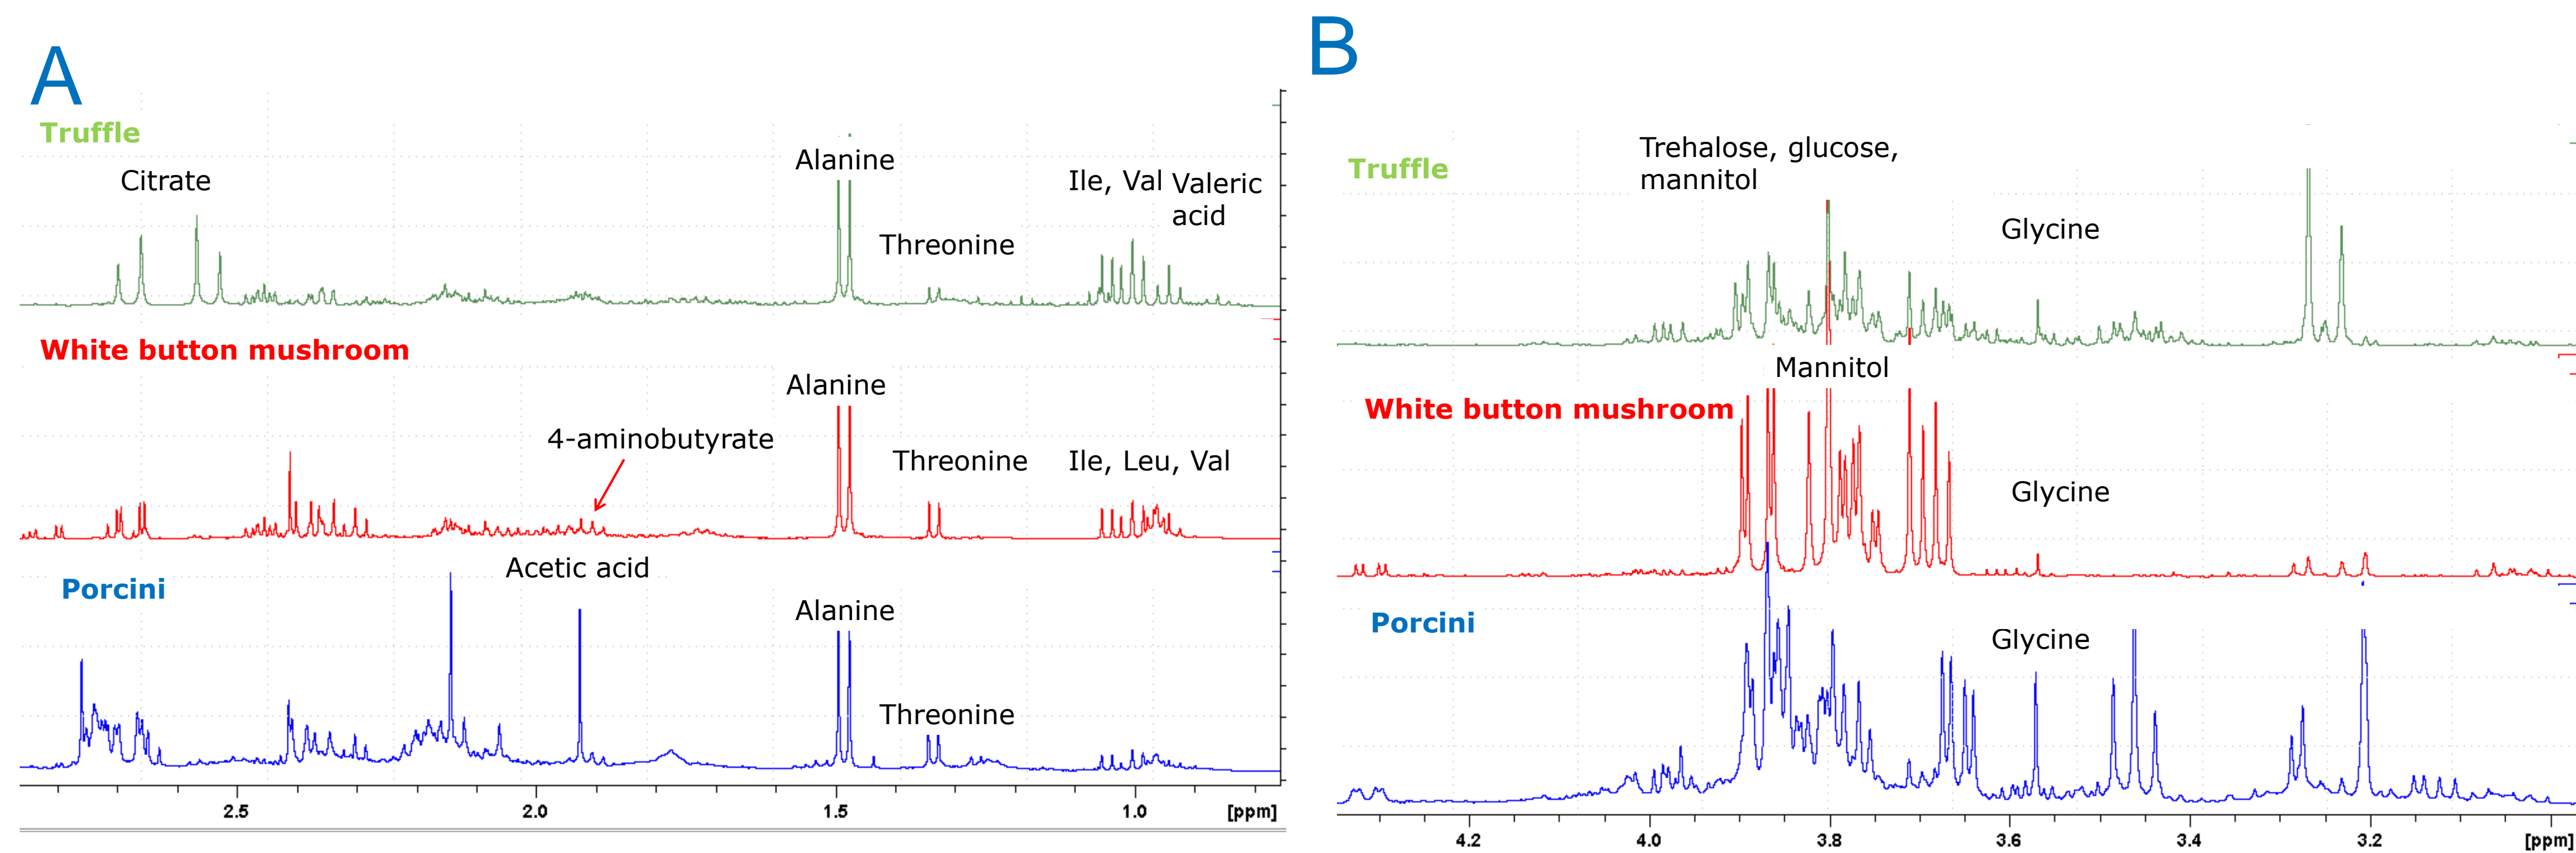 A
Truffle
Citrate
Alanine
Threonine
Ile, Val
Valeric
acid
White button mushroom
Alanine
4-aminobutyrate
Threonine
Ile, Leu, Val
Porcini
Acetic acid
Alanine
Threonine
2.5 2.0 1.5 1.0 [ppm]
B
Truffle
Trehalose, glucose,
mannitol
Glycine
Mannitol
White button mushroom
Glycine
Porcini
Glycine
4.2 4.0 3.8 3.6 3.4 3.2 [ppm]